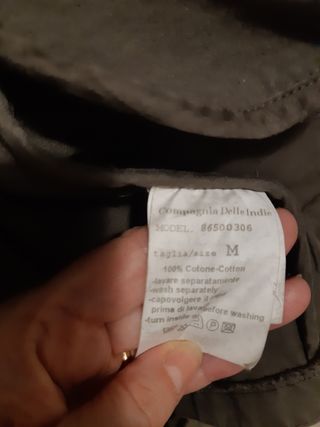 Compagnia Delle Indie
MODEL. 86500306
taglia/size M
100% Cotone-Cotton
-lavare separatamente
-wash separately
-capovolgere il
prima di lavare before washing
-turn inside
P